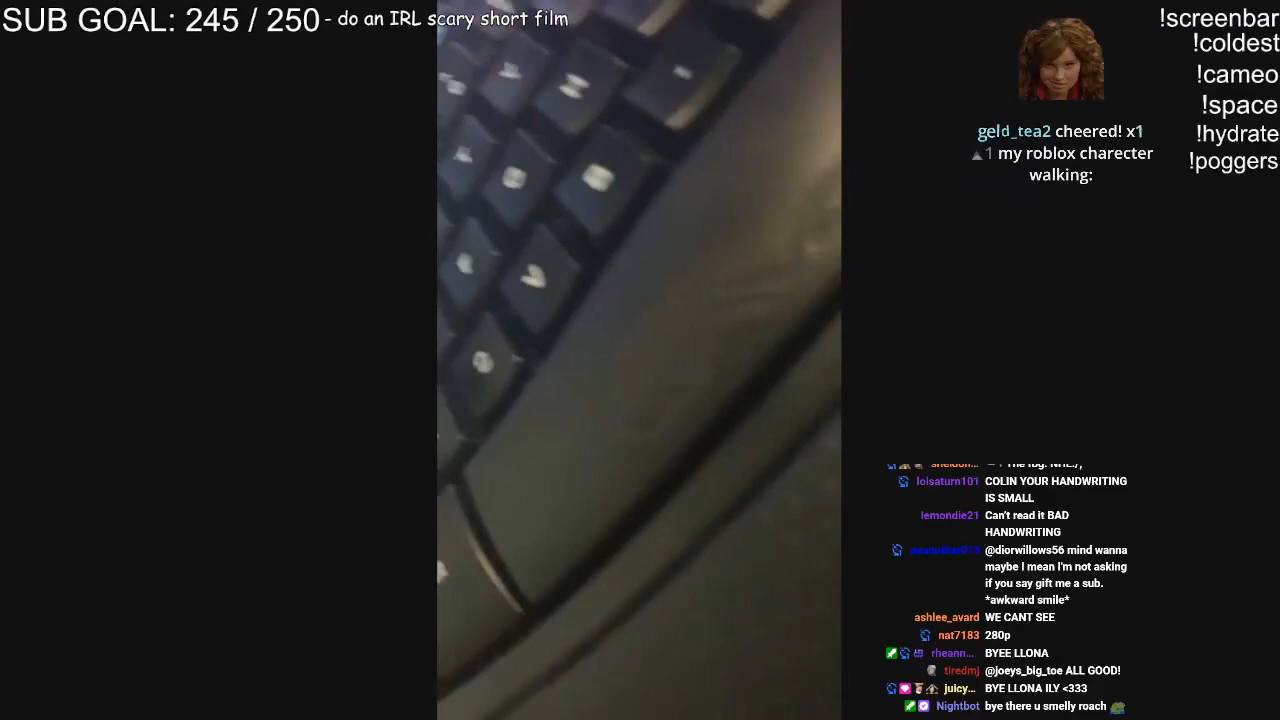 SUB GOAL: 245 / 250 - do an IRL scary short film
!screenbar
!coldest
!cameo
!space
!hydrate
!poggers
geld_tea2 cheered! x1
1 my roblox charecter
walking:
loisaturn101 COLIN YOUR HANDWRITING
IS SMALL
lemondie21 Can't read it BAD
HANDWRITING
@diorwillows56 mind wanna
maybe I mean I'm not asking
if you say gift me a sub.
*awkward smile*
ashlee_avard WE CANT SEE
nat7183 280p
rheann... BYEE LLONA
tiredmj @joeys_big_toe ALL GOOD!
juicy... BYE LLONA ILY <333
Nightbot bye there u smelly roach